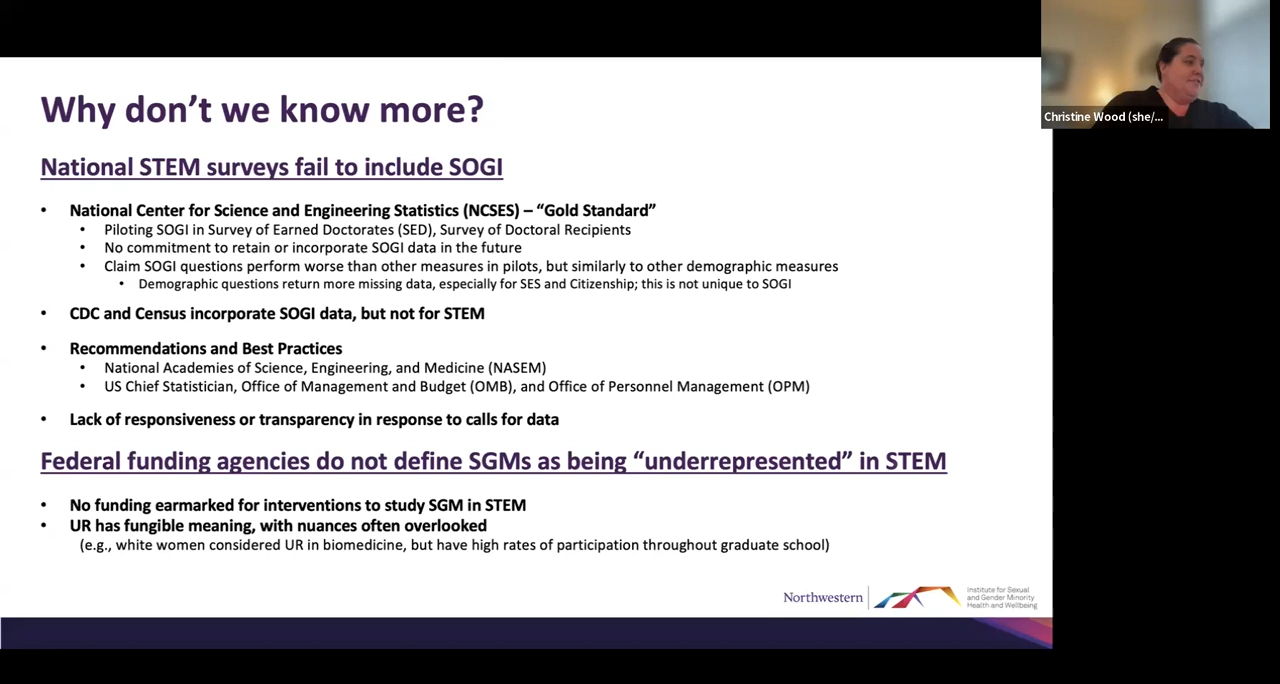 Why don't we know more?
National STEM surveys fail to include SOGI
• National Center for Science and Engineering Statistics (NCSES) – "Gold Standard"
• Piloting SOGI in Survey of Earned Doctorates (SED), Survey of Doctoral Recipients
• No commitment to retain or incorporate SOGI data in the future
• Claim SOGI questions perform worse than other measures in pilots, but similarly to other demographic measures
• Demographic questions return more missing data, especially for SES and Citizenship; this is not unique to SOGI
• CDC and Census incorporate SOGI data, but not for STEM
• Recommendations and Best Practices
• National Academies of Science, Engineering, and Medicine (NASEM)
• US Chief Statistician, Office of Management and Budget (OMB), and Office of Personnel Management (OPM)
• Lack of responsiveness or transparency in response to calls for data
Federal funding agencies do not define SGMs as being "underrepresented" in STEM
• No funding earmarked for interventions to study SGM in STEM
• UR has fungible meaning, with nuances often overlooked
(e.g., white women considered UR in biomedicine, but have high rates of participation throughout graduate school)
Northwestern
Institute for Sexual
and Gender Minority
Health and Wellbeing
Christine Wood (she/...